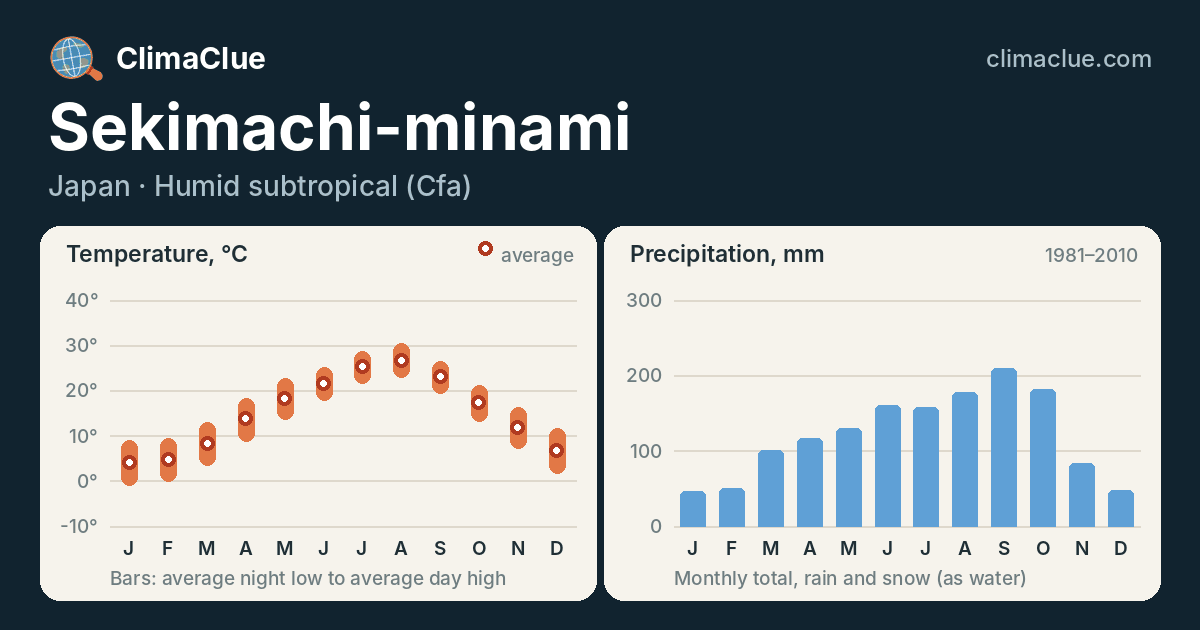 ClimaClue
climaclue.com
Sekimachi-minami
Japan · Humid subtropical (Cfa)
Temperature, °C
average
40°
30°
20°
10°
0°
-10°
J F M A M J J A S O N D
Bars: average night low to average day high
Precipitation, mm
1981–2010
300
200
100
0
J F M A M J J A S O N D
Monthly total, rain and snow (as water)